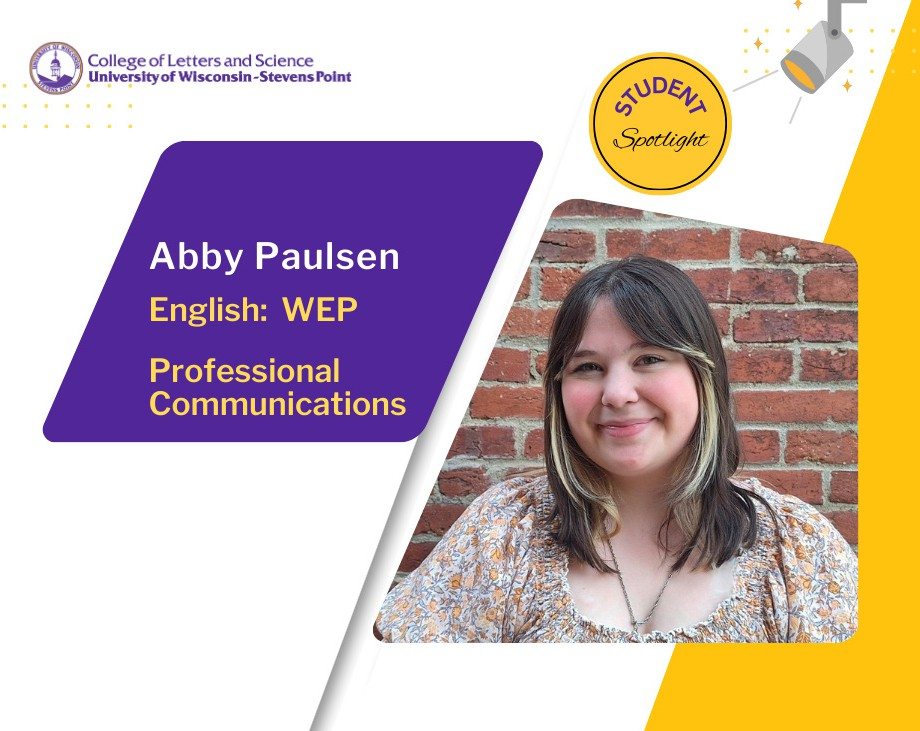 College of Letters and Science
University of Wisconsin-Stevens Point
STUDENT
Spotlight
Abby Paulsen
English: WEP
Professional
Communications